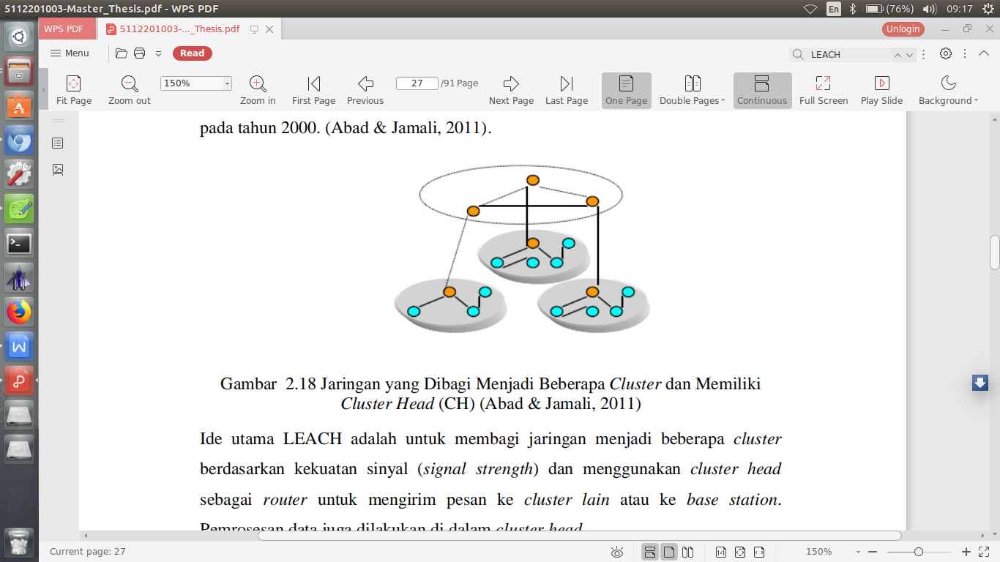 5112201003-Master_Thesis.pdf - WPS PDF
En
(76%)
09:17
WPS PDF
5112201003-..._Thesis.pdf
Unlogin
Menu
Read
LEACH
150%
27
/91 Page
Fit Page
Zoom out
Zoom in
First Page
Previous
Next Page
Last Page
One Page
Double Pages
Continuous
Full Screen
Play Slide
Background
pada tahun 2000. (Abad & Jamali, 2011).
Gambar 2.18 Jaringan yang Dibagi Menjadi Beberapa Cluster dan Memiliki
Cluster Head (CH) (Abad & Jamali, 2011)
Ide utama LEACH adalah untuk membagi jaringan menjadi beberapa cluster
berdasarkan kekuatan sinyal (signal strength) dan menggunakan cluster head
sebagai router untuk mengirim pesan ke cluster lain atau ke base station.
Pemrosesan data juga dilakukan di dalam cluster head.
Current page: 27
1:1
150%